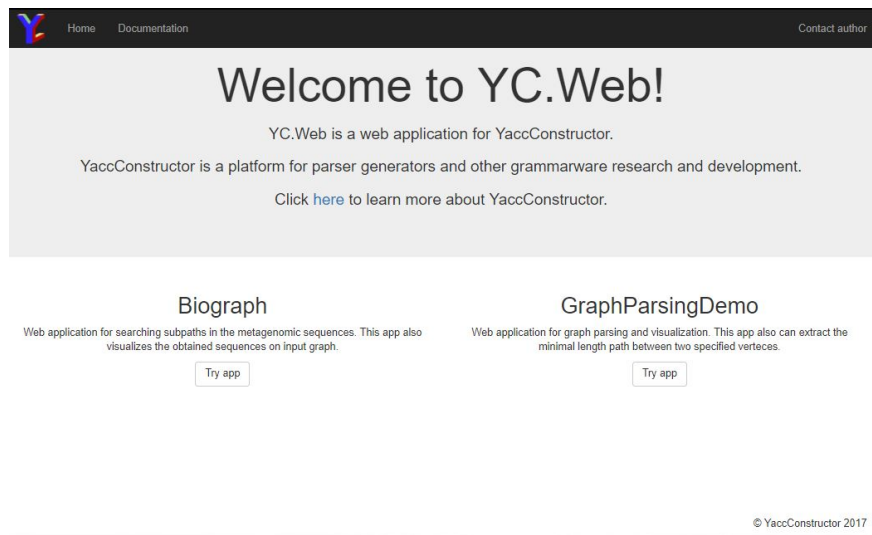 YC
Home Documentation Contact author
Welcome to YC.Web!
YC.Web is a web application for YaccConstructor.
YaccConstructor is a platform for parser generators and other grammarware research and development.
Click here to learn more about YaccConstructor.
Biograph
Web application for searching subpaths in the metagenomic sequences. This app also
visualizes the obtained sequences on input graph.
Try app
GraphParsingDemo
Web application for graph parsing and visualization. This app also can extract the
minimal length path between two specified verteces.
Try app
© YaccConstructor 2017